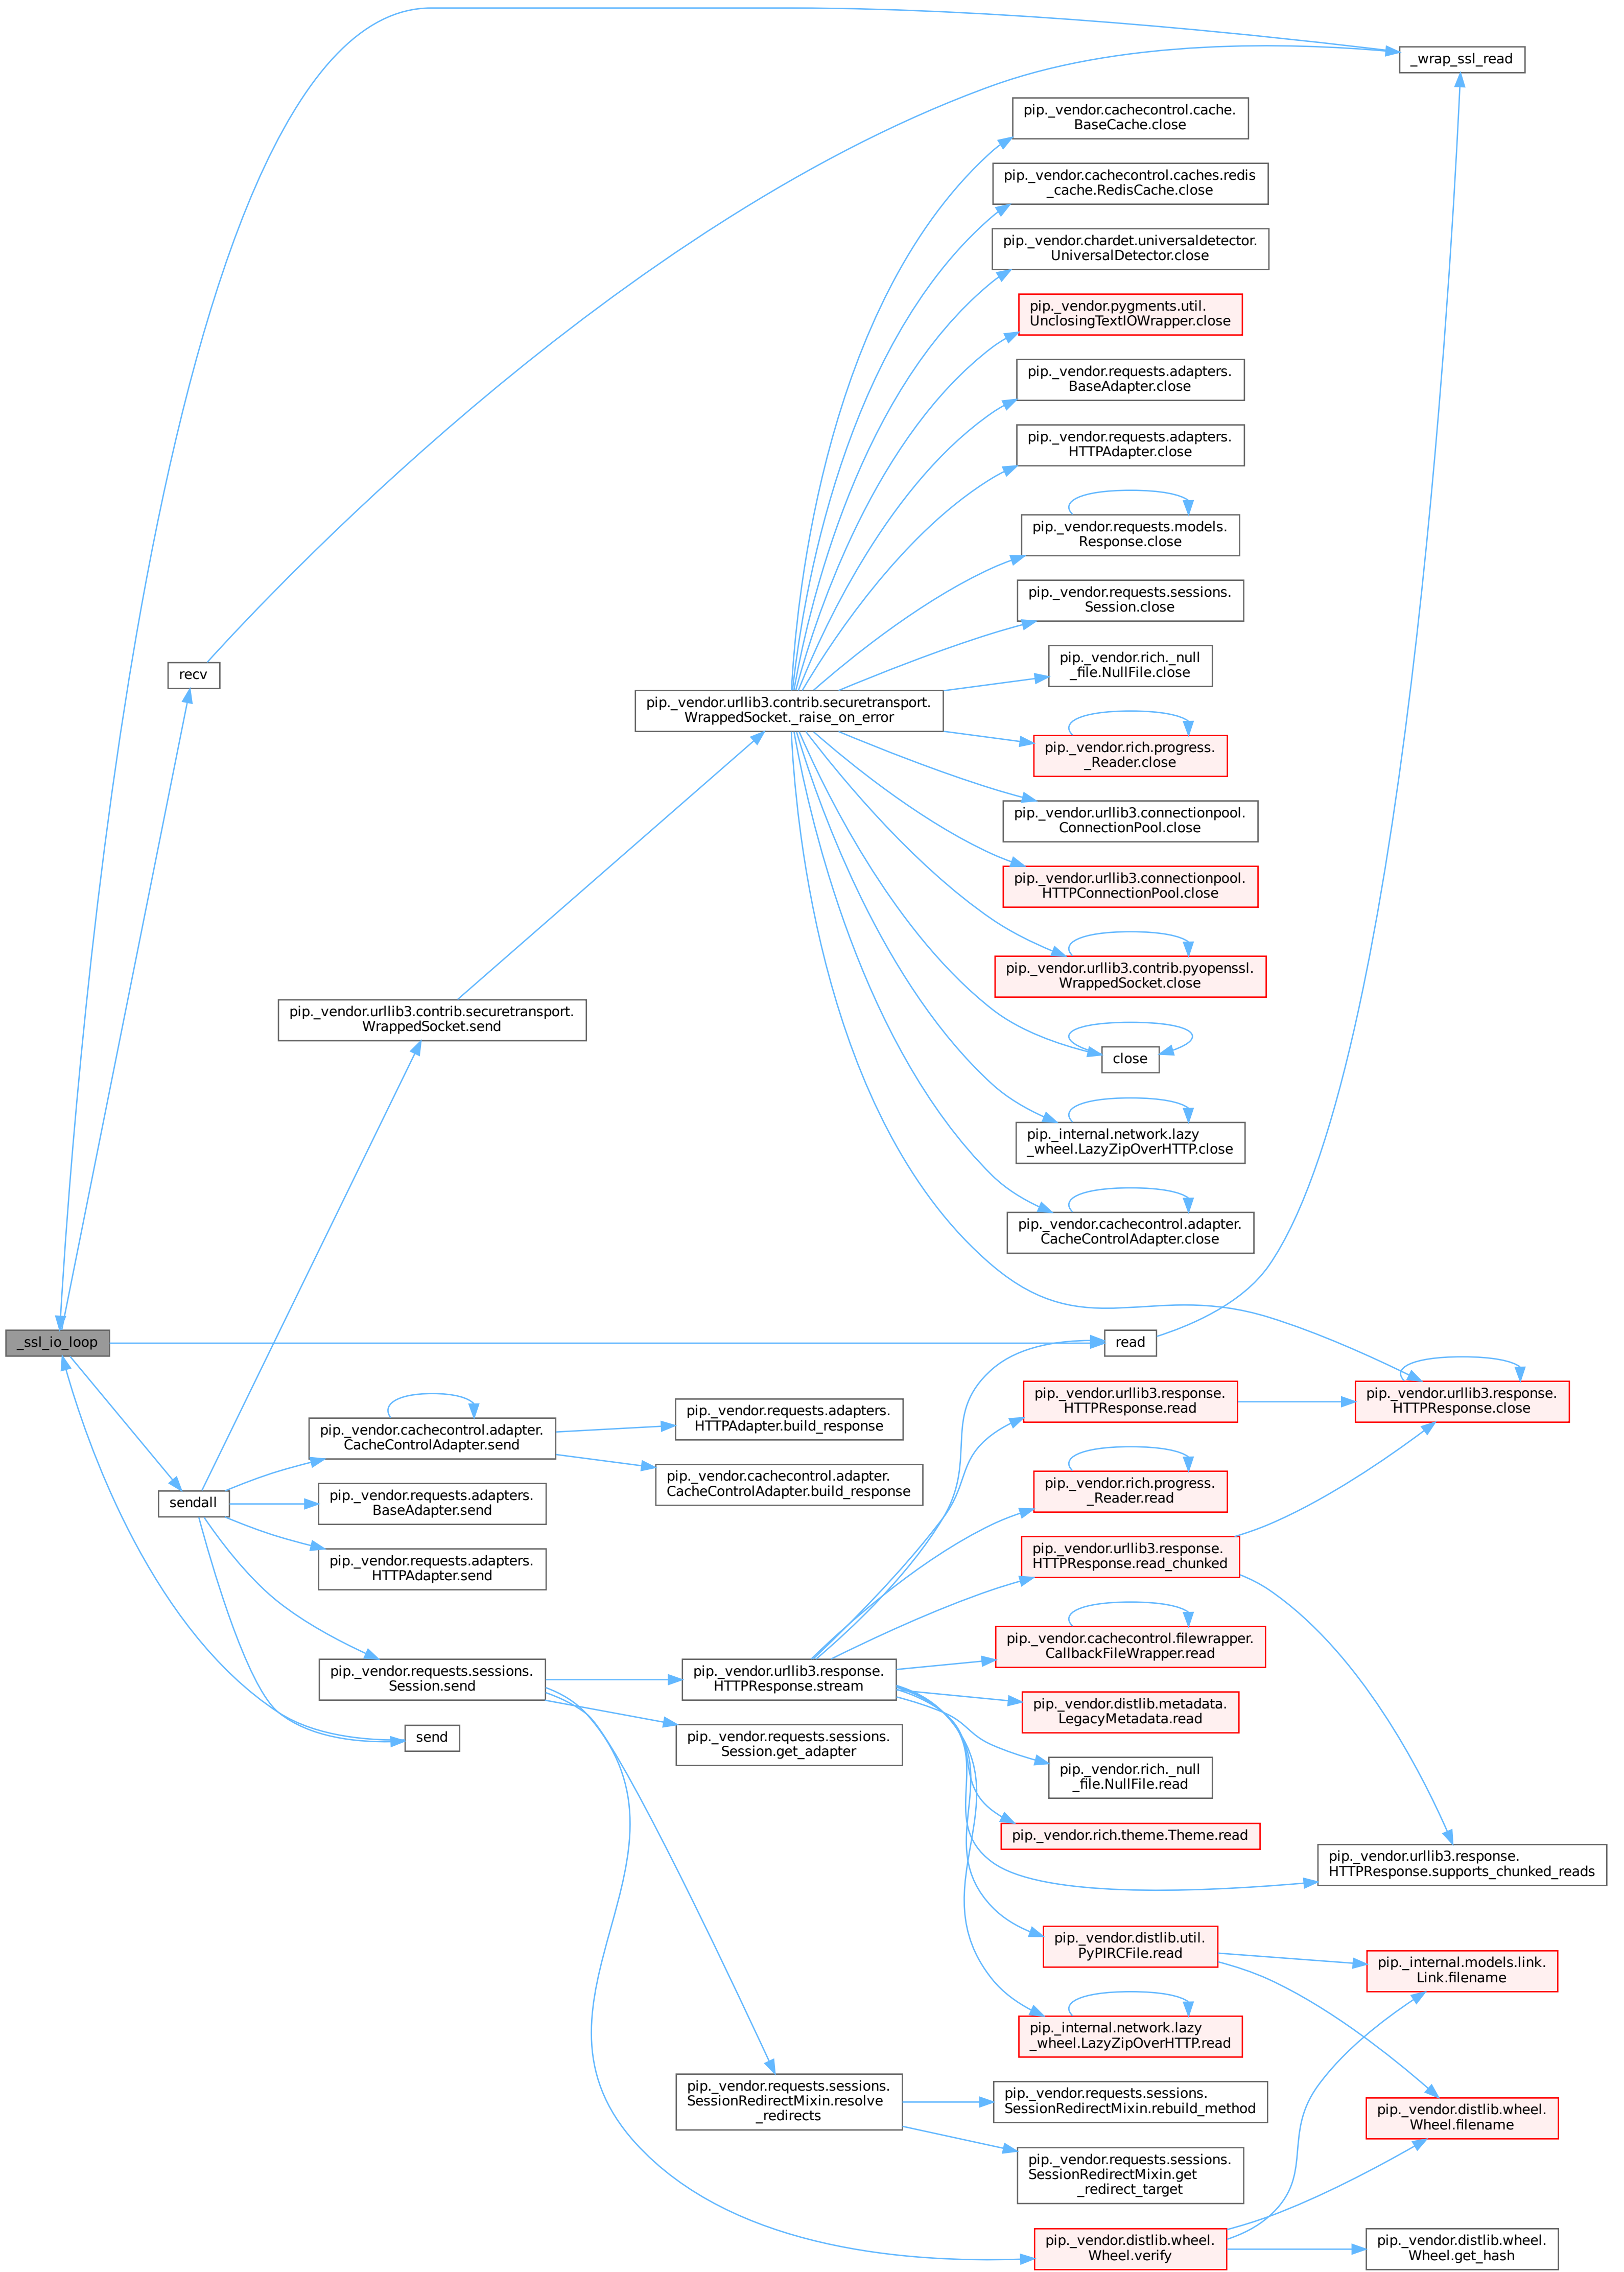 _wrap_ssl_read
pip._vendor.cachecontrol.cache.
BaseCache.close
pip._vendor.cachecontrol.caches.redis
_cache.RedisCache.close
pip._vendor.chardet.universaldetector.
UniversalDetector.close
pip._vendor.pygments.util.
UnclosingTextIOWrapper.close
pip._vendor.requests.adapters.
BaseAdapter.close
pip._vendor.requests.adapters.
HTTPAdapter.close
pip._vendor.requests.models.
Response.close
pip._vendor.requests.sessions.
Session.close
pip._vendor.rich._null
_file.NullFile.close
recv
pip._vendor.urllib3.contrib.securetransport.
WrappedSocket._raise_on_error
pip._vendor.rich.progress.
_Reader.close
pip._vendor.urllib3.connectionpool.
ConnectionPool.close
pip._vendor.urllib3.connectionpool.
HTTPConnectionPool.close
pip._vendor.urllib3.contrib.pyopenssl.
WrappedSocket.close
pip._vendor.urllib3.contrib.securetransport.
WrappedSocket.send
close
pip._internal.network.lazy
_wheel.LazyZipOverHTTP.close
pip._vendor.cachecontrol.adapter.
CacheControlAdapter.close
_ssl_io_loop
read
pip._vendor.urllib3.response.
HTTPResponse.read
pip._vendor.urllib3.response.
HTTPResponse.close
pip._vendor.requests.adapters.
HTTPAdapter.build_response
pip._vendor.cachecontrol.adapter.
CacheControlAdapter.send
pip._vendor.cachecontrol.adapter.
CacheControlAdapter.build_response
pip._vendor.rich.progress.
_Reader.read
sendall
pip._vendor.requests.adapters.
BaseAdapter.send
pip._vendor.urllib3.response.
HTTPResponse.read_chunked
pip._vendor.requests.adapters.
HTTPAdapter.send
pip._vendor.cachecontrol.filewrapper.
CallbackFileWrapper.read
pip._vendor.requests.sessions.
Session.send
pip._vendor.urllib3.response.
HTTPResponse.stream
pip._vendor.distlib.metadata.
LegacyMetadata.read
send
pip._vendor.requests.sessions.
Session.get_adapter
pip._vendor.rich._null
_file.NullFile.read
pip._vendor.rich.theme.Theme.read
pip._vendor.urllib3.response.
HTTPResponse.supports_chunked_reads
pip._vendor.distlib.util.
PyPIRCFile.read
pip._internal.models.link.
Link.filename
pip._internal.network.lazy
_wheel.LazyZipOverHTTP.read
pip._vendor.requests.sessions.
SessionRedirectMixin.resolve
_redirects
pip._vendor.requests.sessions.
SessionRedirectMixin.rebuild_method
pip._vendor.distlib.wheel.
Wheel.filename
pip._vendor.requests.sessions.
SessionRedirectMixin.get
_redirect_target
pip._vendor.distlib.wheel.
Wheel.verify
pip._vendor.distlib.wheel.
Wheel.get_hash